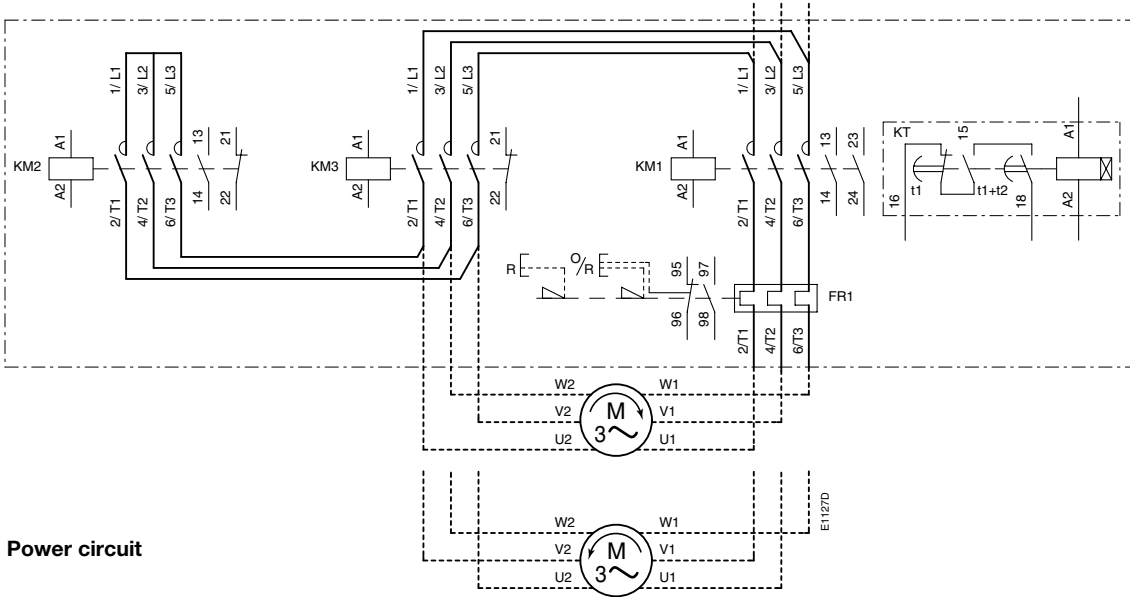 1/ L1
3/ L2
5/ L3
1/ L1
3/ L2
5/ L3
1/ L1
3/ L2
5/ L3
KM2
A1
A2
13
14
21
22
KM3
A1
A2
21
22
KM1
A1
A2
13
14
23
24
KT
15
16
t1
t1+t2
18
A1
A2
2/T1
4/ T2
6/ T3
2/T1
4/ T2
6/ T3
2/T1
4/ T2
6/ T3
R
O/R
95
96
97
98
FR1
2/T1
4/T2
6/T3
W2
W1
V2
V1
U2
U1
M
3
W2
W1
V2
V1
U2
U1
M
3
E1127D
Power circuit